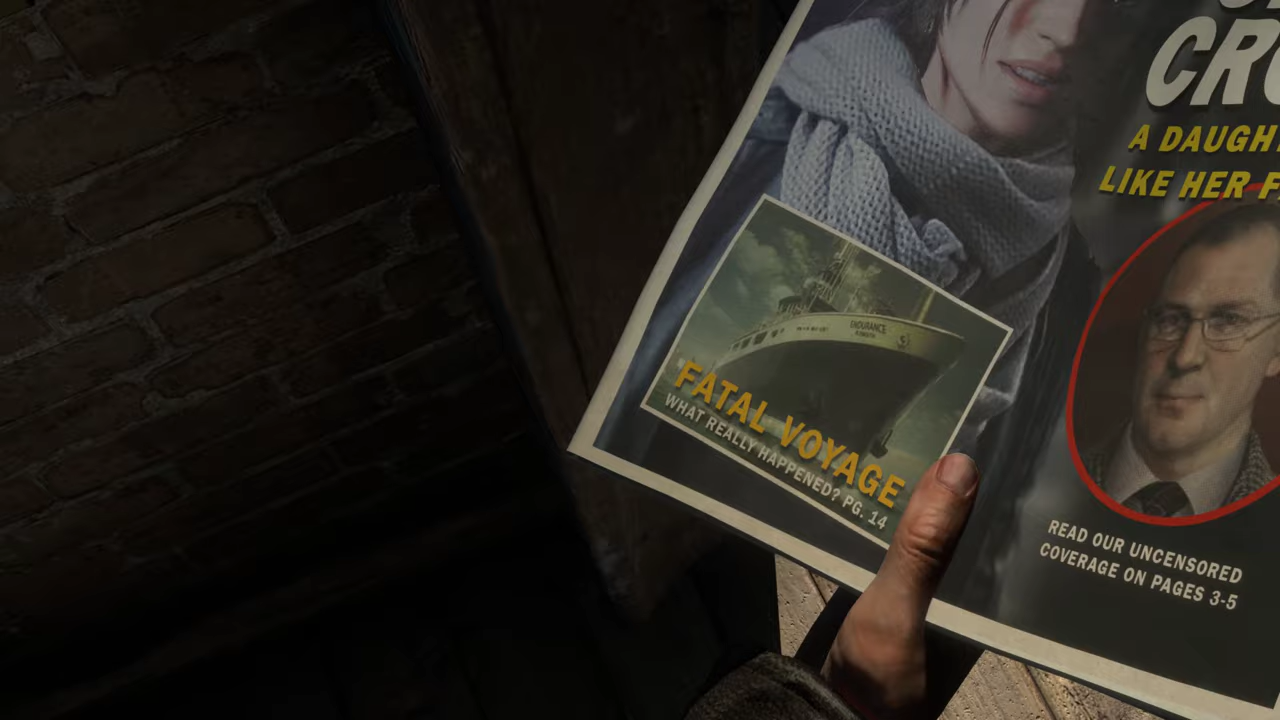 CR
A DAUGH
LIKE HER F
ENDURANCE
FATAL VOYAGE
WHAT REALLY HAPPENED? PG. 14
READ OUR UNCENSORED
COVERAGE ON PAGES 3-5